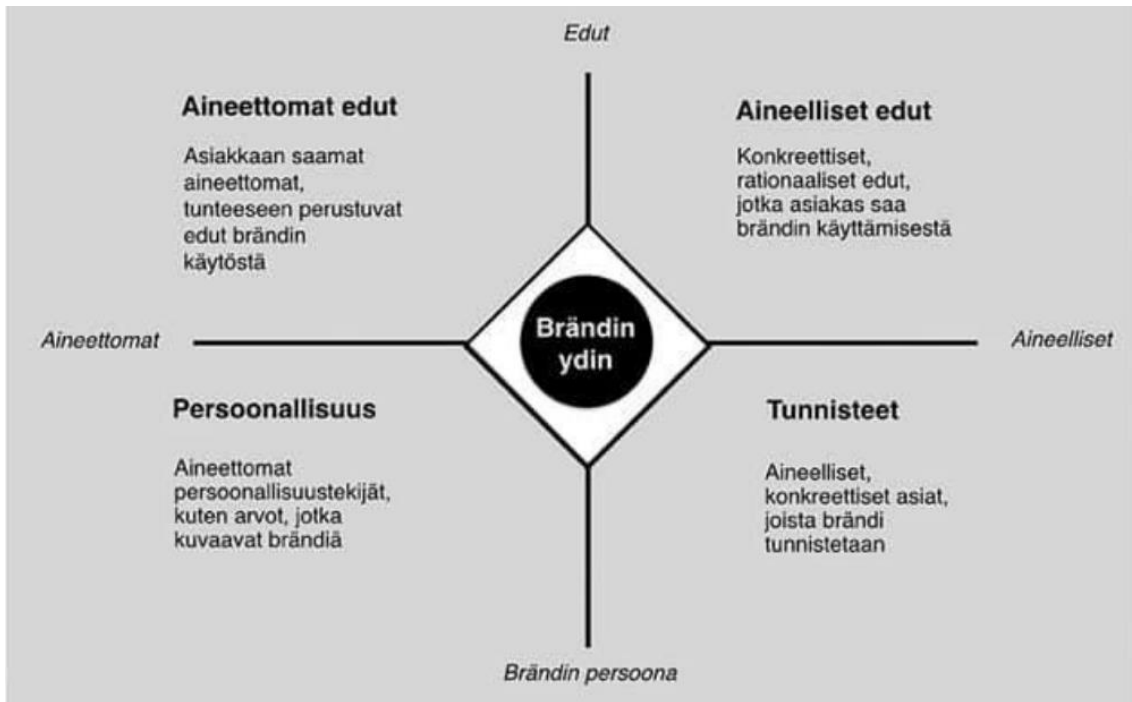 Edut
Aineettomat edut
Asiakkaan saamat
aineettomat,
tunteeseen perustuvat
edut brändin
käytöstä
Aineelliset edut
Konkreettiset,
rationaaliset edut,
jotka asiakas saa
brändin käyttämisestä
Aineettomat
Brändin
ydin
Aineelliset
Persoonallisuus
Aineettomat
persoonallisuustekijät,
kuten arvot, jotka
kuvaavat brändiä
Tunnisteet
Aineelliset,
konkreettiset asiat,
joista brändi
tunnistetaan
Brändin persoona